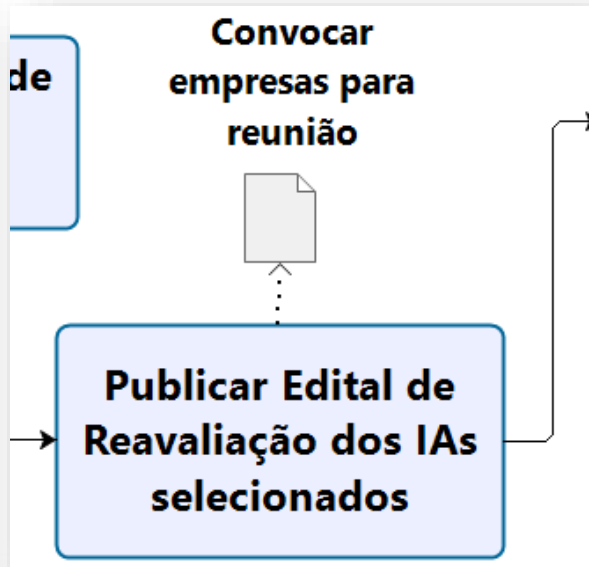 Convocar
empresas para
reunião
de
Publicar Edital de
Reavaliação dos IAs
selecionados